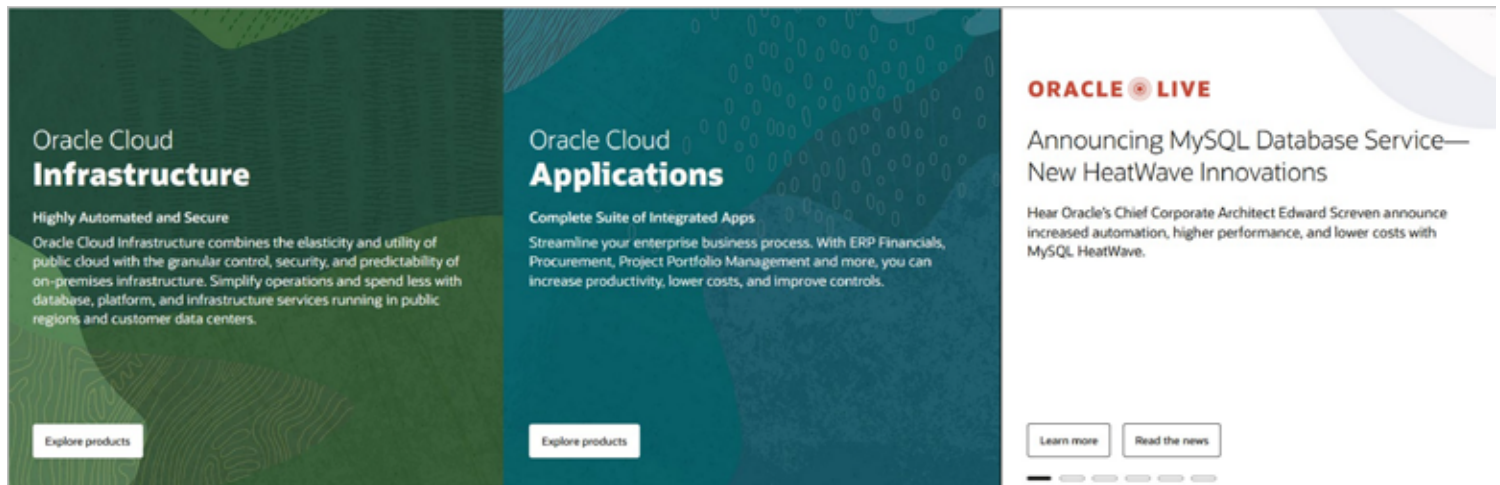 Oracle Cloud
Infrastructure
Highly Automated and Secure
Oracle Cloud Infrastructure combines the elasticity and utility of
public cloud with the granular control, security, and predictability of
on-premises infrastructure. Simplify operations and spend less with
database, platform, and infrastructure services running in public
regions and customer data centers.
Explore products
Oracle Cloud
Applications
Complete Suite of Integrated Apps
Streamline your enterprise business process. With ERP Financials,
Procurement, Project Portfolio Management and more, you can
increase productivity, lower costs, and improve controls.
Explore products
ORACLE LIVE
Announcing MySQL Database Service—
New HeatWave Innovations
Hear Oracle's Chief Corporate Architect Edward Screven announce
increased automation, higher performance, and lower costs with
MySQL HeatWave.
Learn more
Read the news